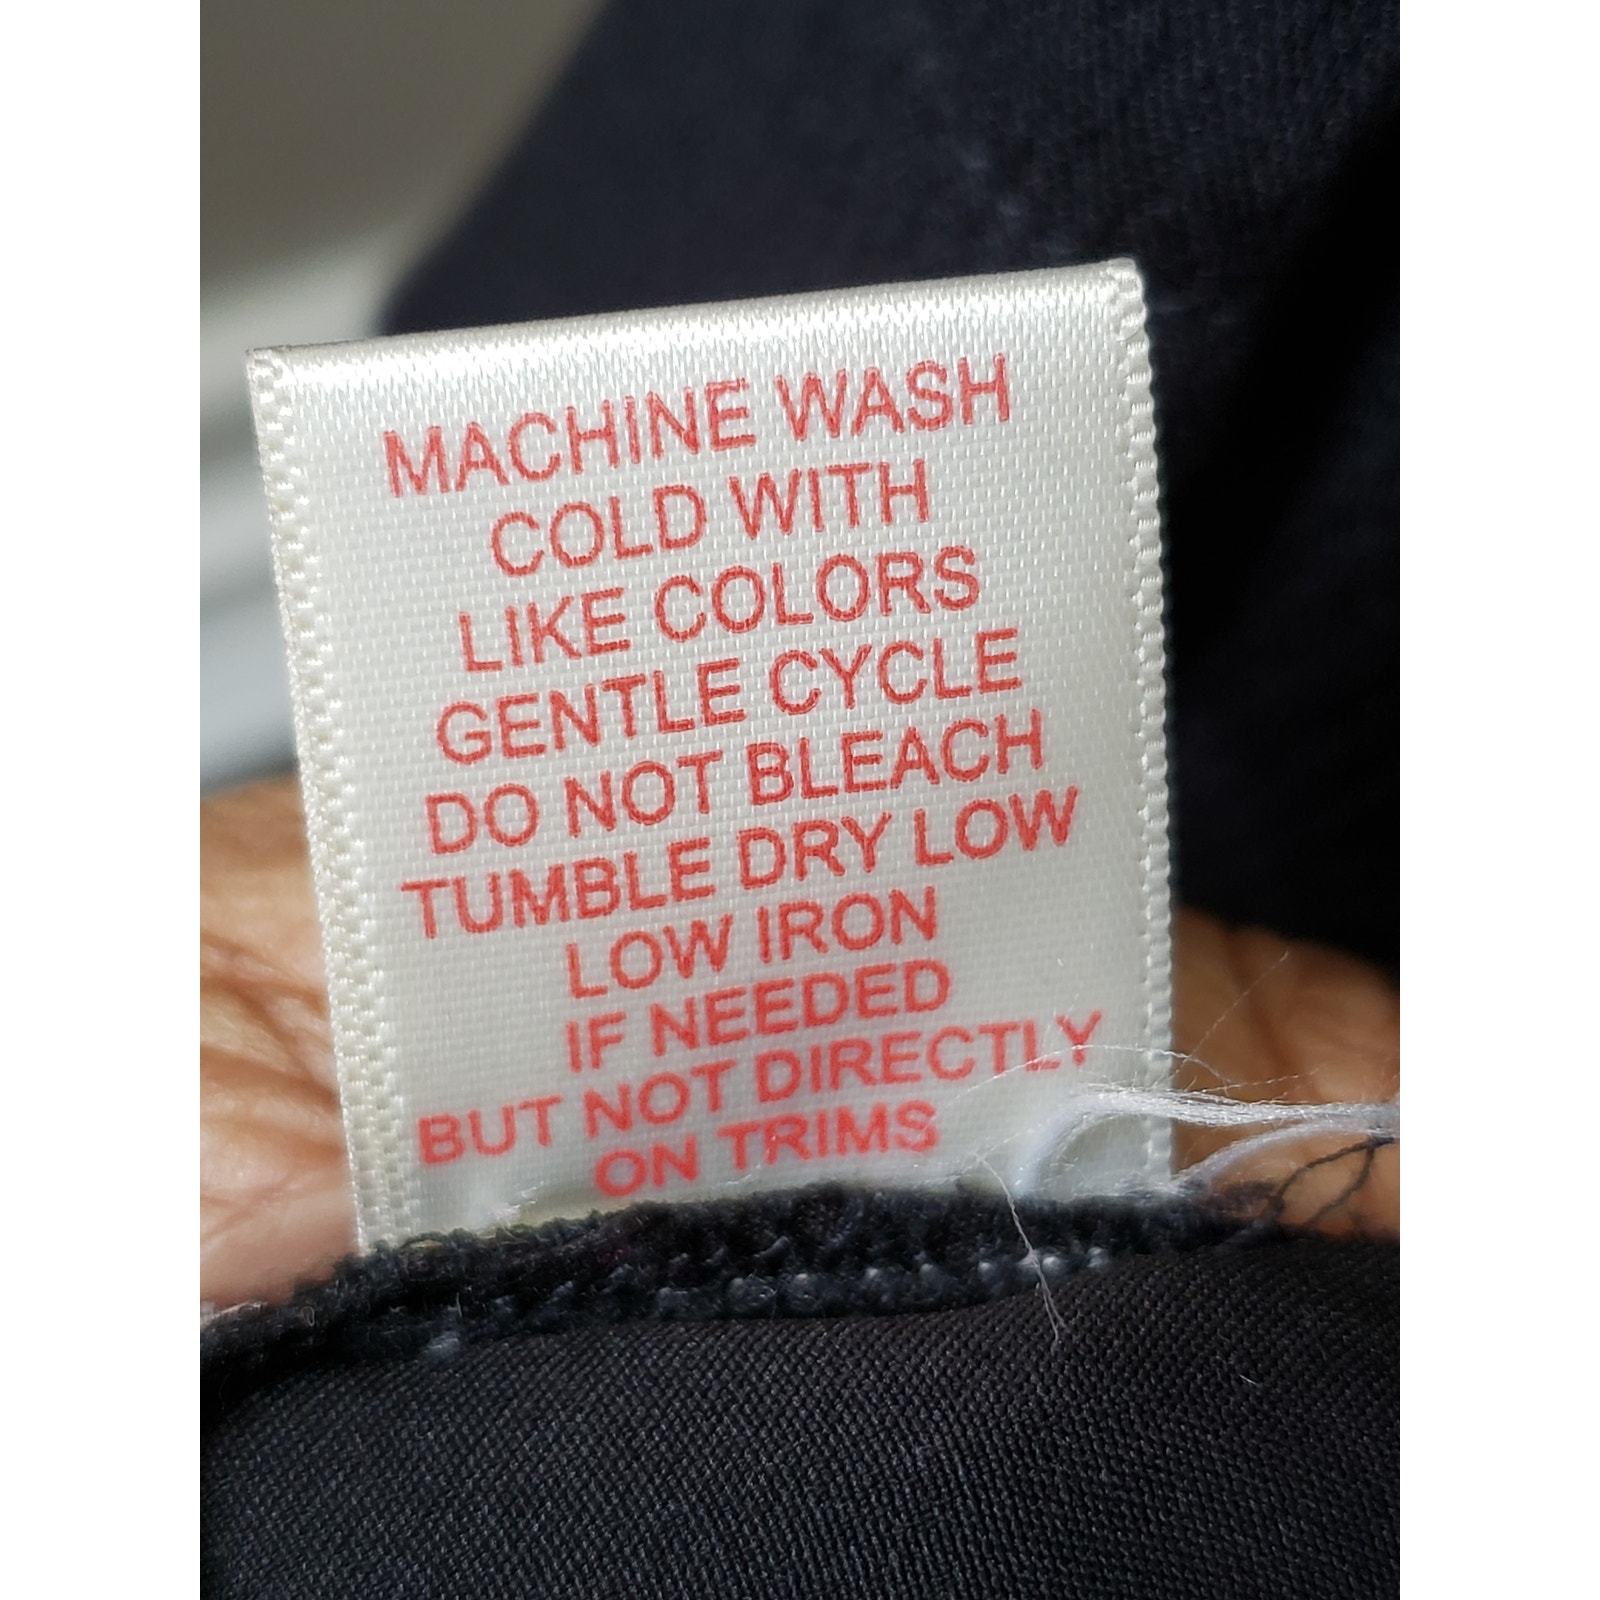 MACHINE WASH
COLD WITH
LIKE COLORS
GENTLE CYCLE
DO NOT BLEACH
TUMBLE DRY LOW
LOW IRON
IF NEEDED
BUT NOT DIRECTLY
ON TRIMS